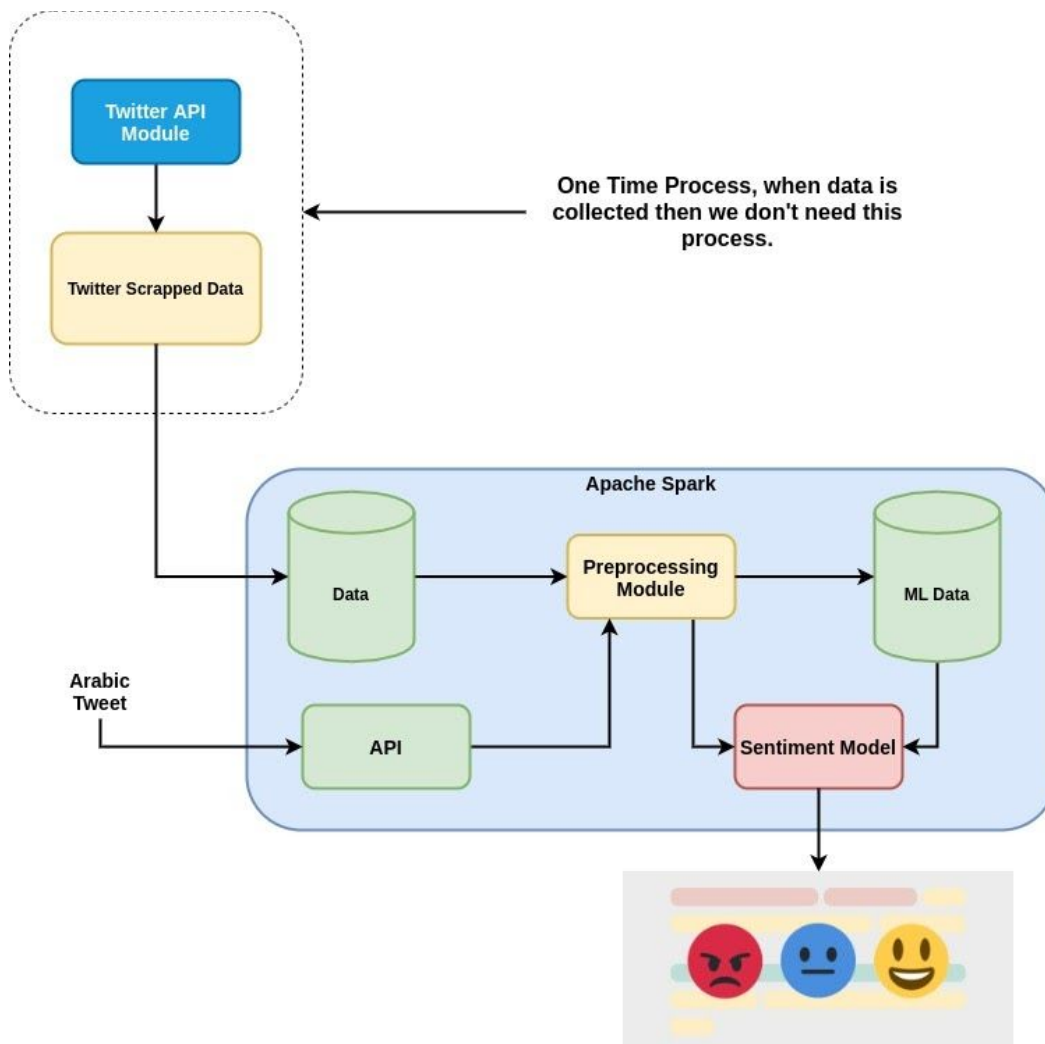 Twitter API
Module
One Time Process, when data is
collected then we don't need this
process.
Twitter Scrapped Data
Apache Spark
Data
Preprocessing
Module
ML Data
Arabic
Tweet
API
Sentiment Model